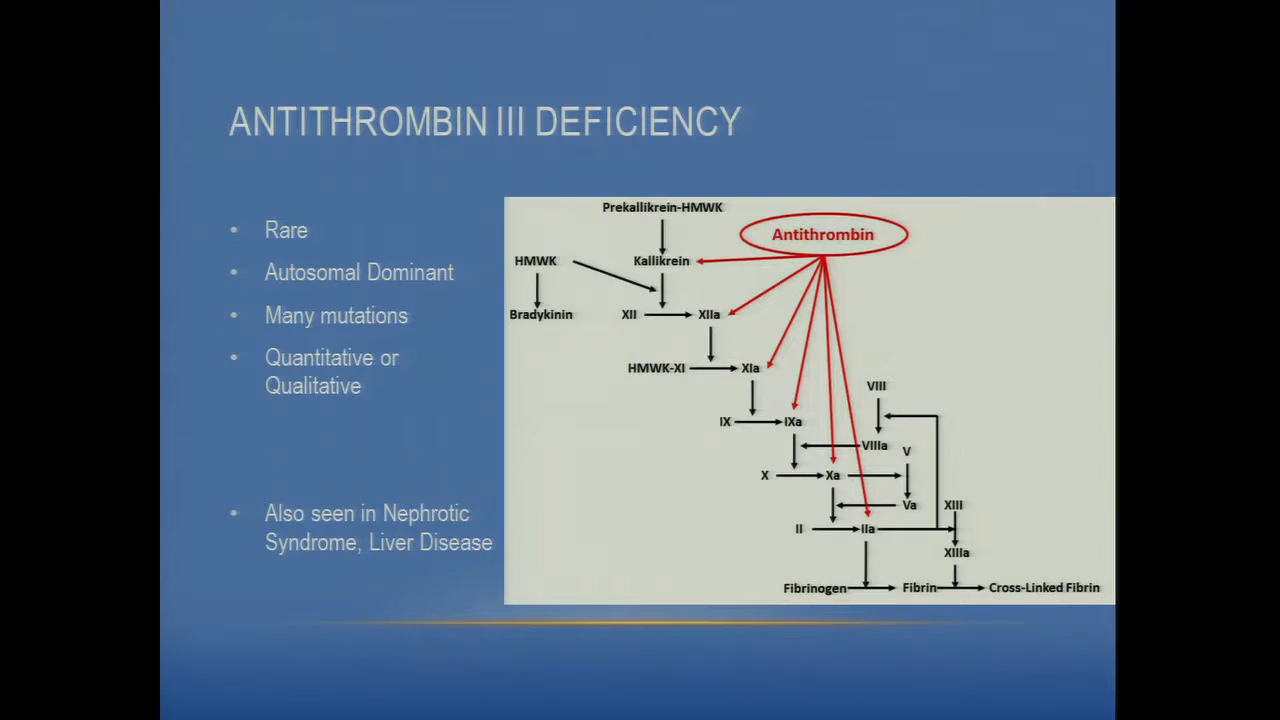 ANTITHROMBIN III DEFICIENCY
• Rare
• Autosomal Dominant
• Many mutations
• Quantitative or
Qualitative
• Also seen in Nephrotic
Syndrome, Liver Disease
Prekallikrein-HMWK
Antithrombin
HMWK
Kallikrein
Bradykinin
XII
XIIa
HMWK-XI
XIa
VIII
IX
IXa
VIIIa
V
X
Xa
Va
XIII
II
IIa
XIIIa
Fibrinogen
Fibrin
Cross-Linked Fibrin